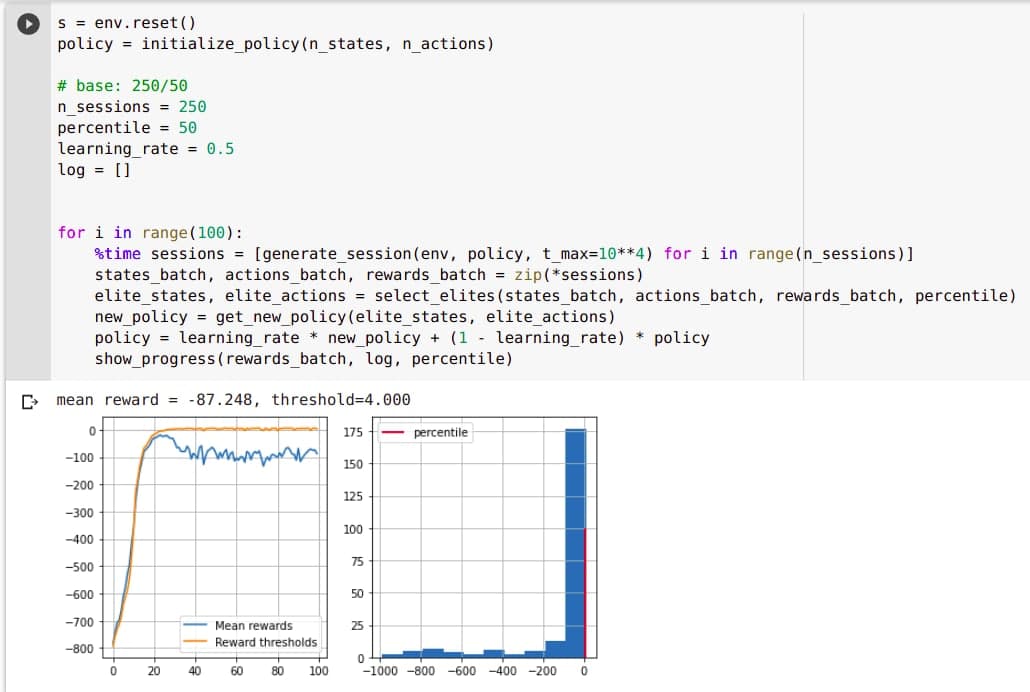 s = env.reset()
policy = initialize_policy(n_states, n_actions)
# base: 250/50
n_sessions = 250
percentile = 50
learning_rate = 0.5
log = []
for i in range(100):
%time sessions = [generate_session(env, policy, t_max=10**4) for i in range(n_sessions)]
states_batch, actions_batch, rewards_batch = zip(*sessions)
elite_states, elite_actions = select_elites(states_batch, actions_batch, rewards_batch, percentile)
new_policy = get_new_policy(elite_states, elite_actions)
policy = learning_rate * new_policy + (1 - learning_rate) * policy
show_progress(rewards_batch, log, percentile)
mean reward = -87.248, threshold=4.000
0
−100
−200
−300
−400
−500
−600
−700
−800
0 20 40 60 80 100
Mean rewards
Reward thresholds
175
150
125
100
75
50
25
0
−1000 −800 −600 −400 −200 0
percentile